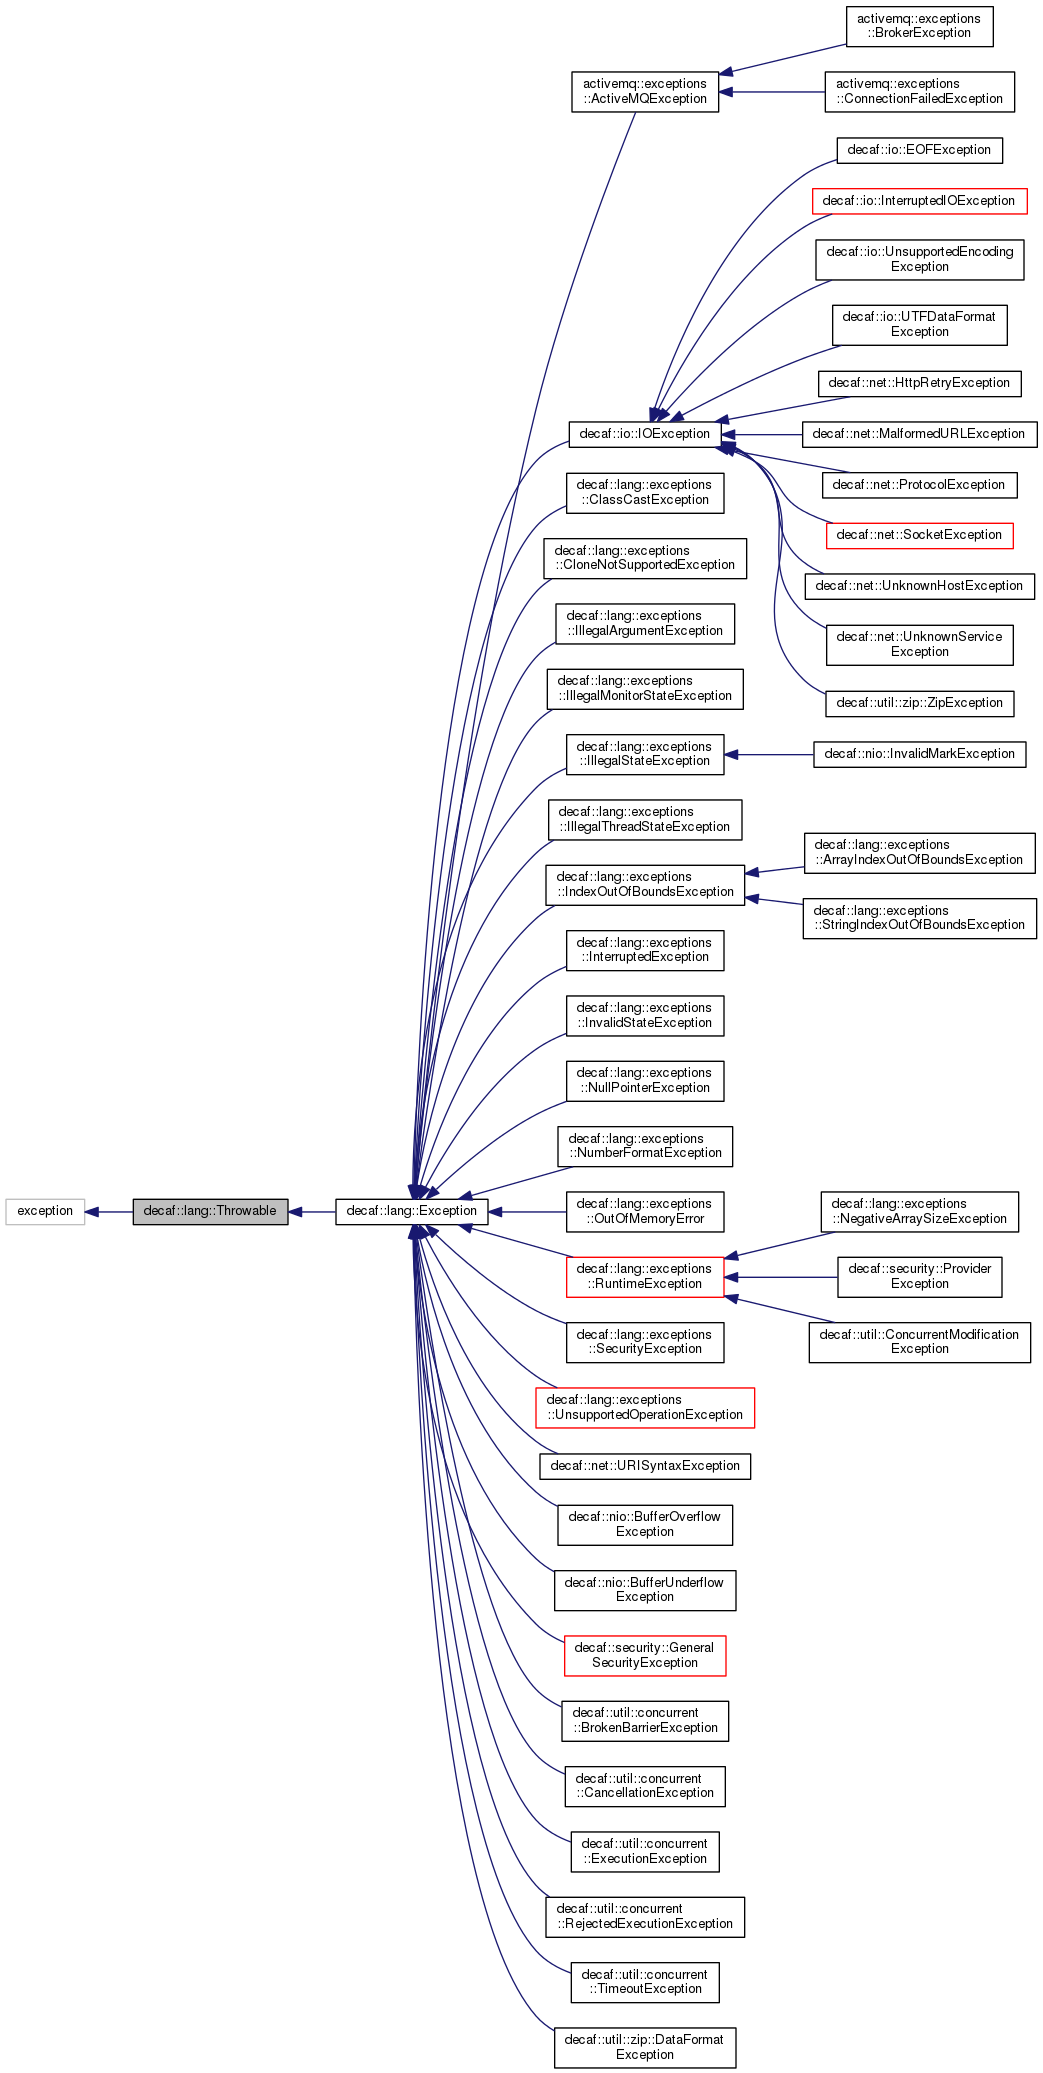 activemq::exceptions
::BrokerException
activemq::exceptions
::ActiveMQException
activemq::exceptions
::ConnectionFailedException
decaf::io::EOFException
decaf::io::InterruptedIOException
decaf::io::UnsupportedEncoding
Exception
decaf::io::UTFDataFormat
Exception
decaf::net::HttpRetryException
decaf::io::IOException
decaf::net::MalformedURLException
decaf::net::ProtocolException
decaf::lang::exceptions
::ClassCastException
decaf::net::SocketException
decaf::lang::exceptions
::CloneNotSupportedException
decaf::net::UnknownHostException
decaf::lang::exceptions
::IllegalArgumentException
decaf::net::UnknownService
Exception
decaf::lang::exceptions
::IllegalMonitorStateException
decaf::util::zip::ZipException
decaf::lang::exceptions
::IllegalStateException
decaf::nio::InvalidMarkException
decaf::lang::exceptions
::IllegalThreadStateException
decaf::lang::exceptions
::ArrayIndexOutOfBoundsException
decaf::lang::exceptions
::IndexOutOfBoundsException
decaf::lang::exceptions
::StringIndexOutOfBoundsException
decaf::lang::exceptions
::InterruptedException
decaf::lang::exceptions
::InvalidStateException
decaf::lang::exceptions
::NullPointerException
decaf::lang::exceptions
::NumberFormatException
exception
decaf::lang::Throwable
decaf::lang::Exception
decaf::lang::exceptions
::OutOfMemoryError
decaf::lang::exceptions
::NegativeArraySizeException
decaf::lang::exceptions
::RuntimeException
decaf::security::Provider
Exception
decaf::lang::exceptions
::SecurityException
decaf::util::ConcurrentModification
Exception
decaf::lang::exceptions
::UnsupportedOperationException
decaf::net::URISyntaxException
decaf::nio::BufferOverflow
Exception
decaf::nio::BufferUnderflow
Exception
decaf::security::General
SecurityException
decaf::util::concurrent
::BrokenBarrierException
decaf::util::concurrent
::CancellationException
decaf::util::concurrent
::ExecutionException
decaf::util::concurrent
::RejectedExecutionException
decaf::util::concurrent
::TimeoutException
decaf::util::zip::DataFormat
Exception